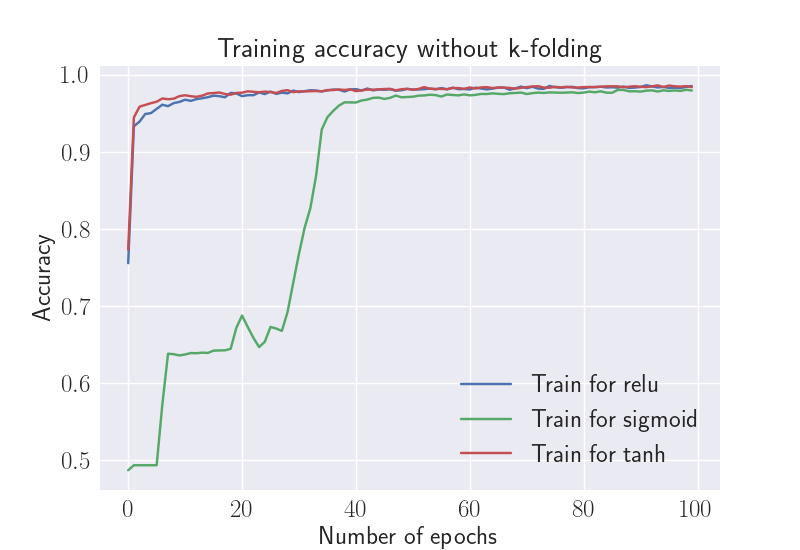 Training accuracy without k-folding
1.0
0.9
0.8
0.7
0.6
0.5
Accuracy
Train for relu
Train for sigmoid
Train for tanh
0 20 40 60 80 100
Number of epochs